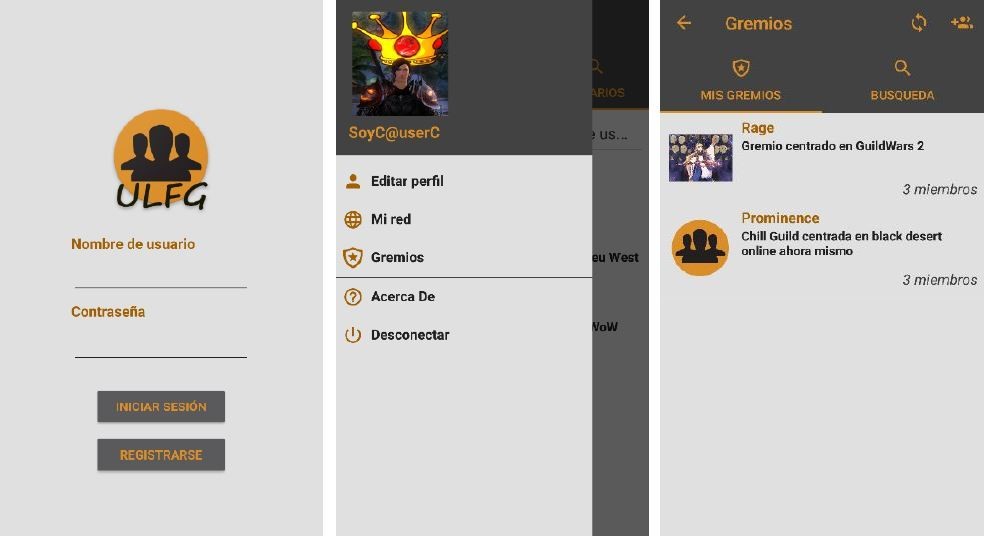 ULFG
Nombre de usuario
Contraseña
INICIAR SESIÓN
REGISTRARSE
SoyC@userC
Editar perfil
Mi red
Gremios
Acerca De
Desconectar
ARIOS
e us...
eu West
WoW
Gremios
MIS GREMIOS
BUSQUEDA
Rage
Gremio centrado en GuildWars 2
3 miembros
Prominence
Chill Guild centrada en black desert
online ahora mismo
3 miembros